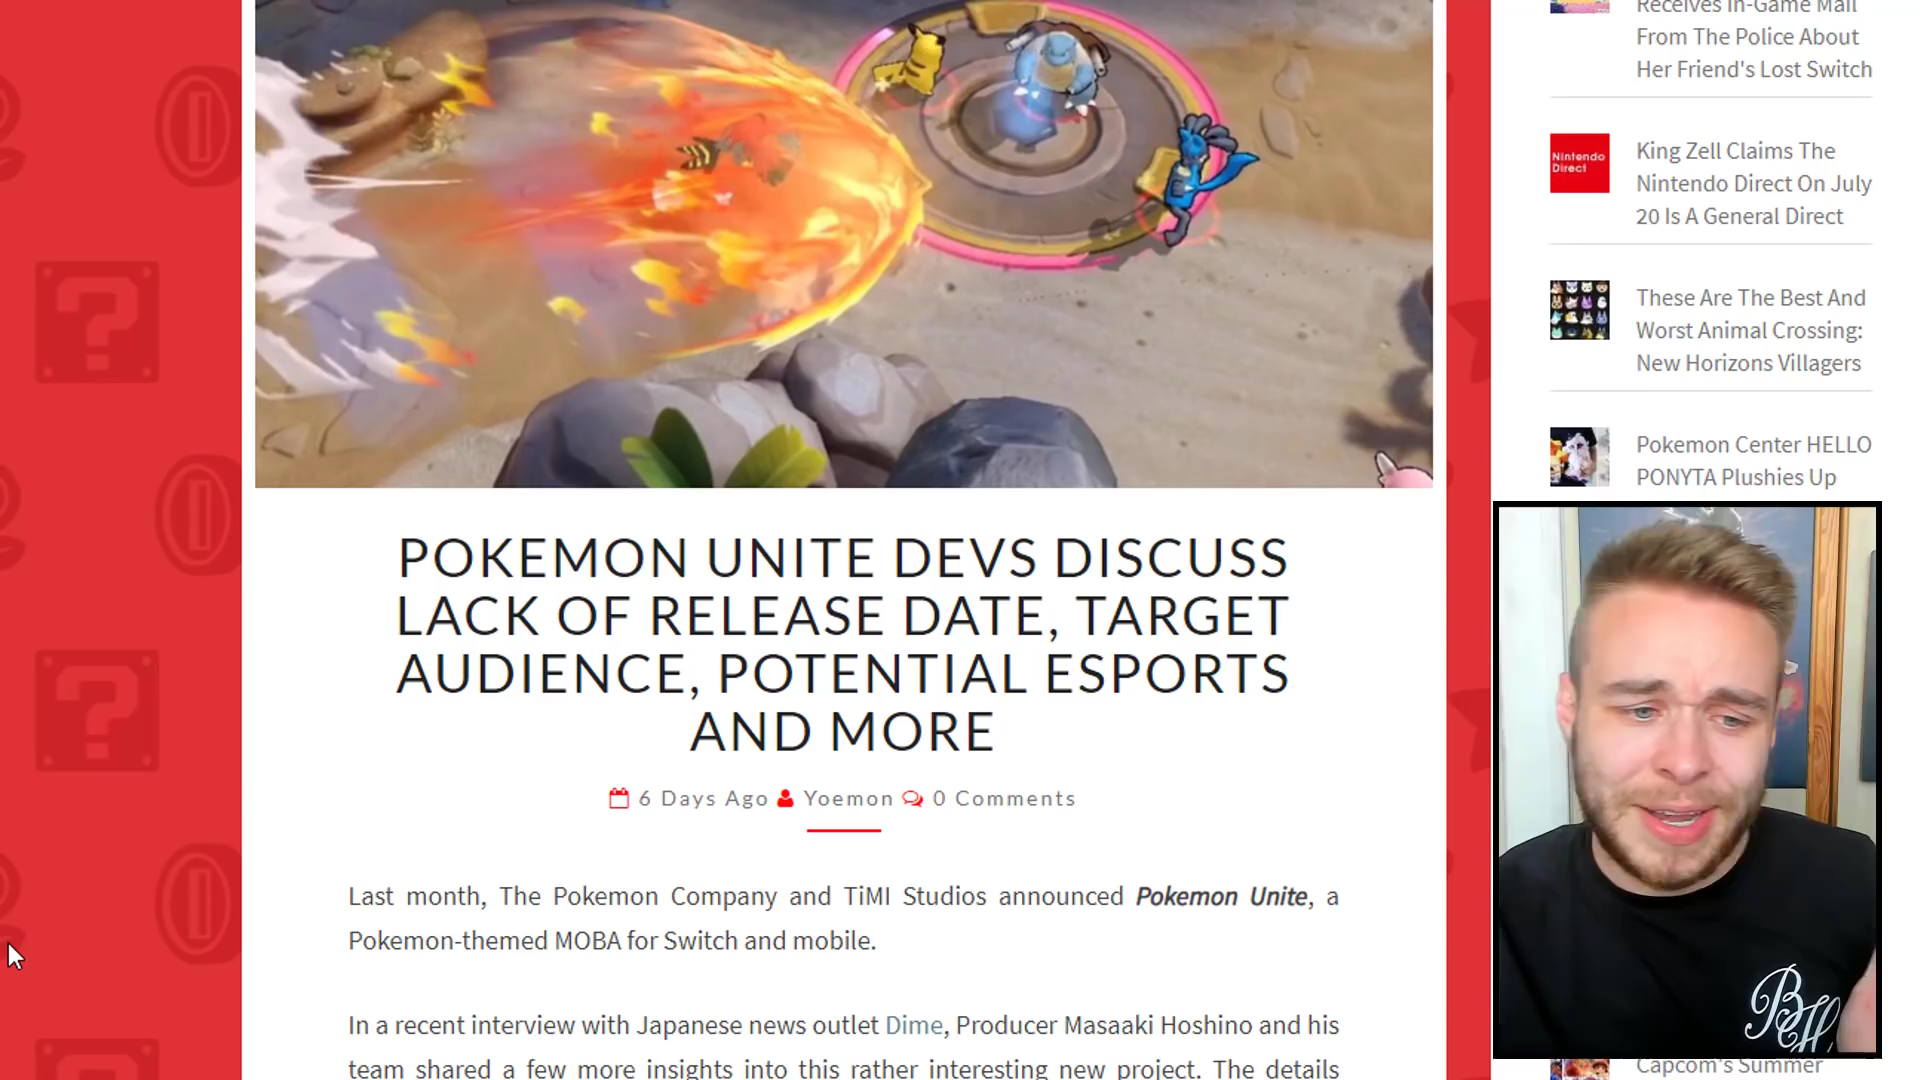 Receives In-Game Mail
From The Police About
Her Friend's Lost Switch
Nintendo
Direct
King Zell Claims The
Nintendo Direct On July
20 Is A General Direct
These Are The Best And
Worst Animal Crossing:
New Horizons Villagers
Pokemon Center HELLO
PONYTA Plushies Up
POKEMON UNITE DEVS DISCUSS
LACK OF RELEASE DATE, TARGET
AUDIENCE, POTENTIAL ESPORTS
AND MORE
6 Days Ago Yoemon 0 Comments
Last month, The Pokemon Company and TiMI Studios announced Pokemon Unite, a
Pokemon-themed MOBA for Switch and mobile.
In a recent interview with Japanese news outlet Dime, Producer Masaaki Hoshino and his
team shared a few more insights into this rather interesting new project. The details
BH
Capcom's Summer